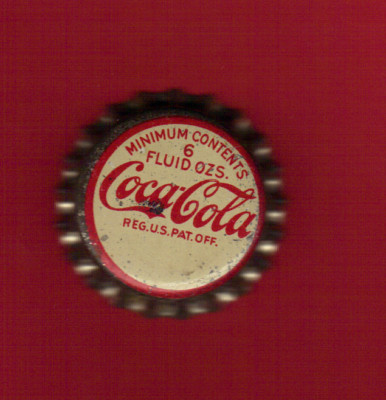 MINIMUM CONTENTS
6
FLUID.OZS.
Coca-Cola
REG.U.S.PAT.OFF.